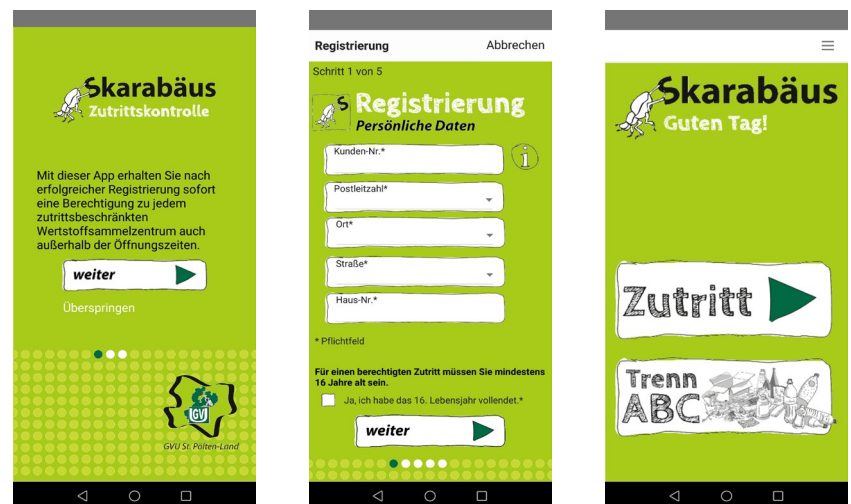 Skarabäus
Zutrittskontrolle
Mit dieser App erhalten Sie nach
erfolgreicher Registrierung sofort
eine Berechtigung zu jedem
zutrittsbeschränkten
Wertstoffsammelzentrum auch
außerhalb der Öffnungszeiten.
weiter
Überspringen
LGVJ
GVU St. Pölten-Land
Registrierung Abbrechen
Schritt 1 von 5
S Registrierung
Persönliche Daten
Kunden-Nr.*
i
Postleitzahl*
Ort*
Straße*
Haus-Nr.*
* Pflichtfeld
Für einen berechtigten Zutritt müssen Sie mindestens
16 Jahre alt sein.
Ja, ich habe das 16. Lebensjahr vollendet.*
weiter
Skarabäus
Guten Tag!
Zutritt
Trenn
ABC